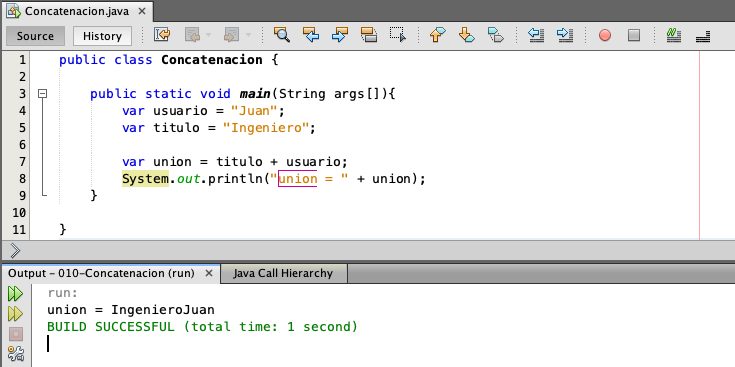 Concatenacion.java ×
Source History
1 public class Concatenacion {
2
3 public static void main(String args[]){
4 var usuario = "Juan";
5 var titulo = "Ingeniero";
6
7 var union = titulo + usuario;
8 System.out.println("union = " + union);
9 }
10
11 }
Output – 010-Concatenacion (run) × Java Call Hierarchy
run:
union = IngenieroJuan
BUILD SUCCESSFUL (total time: 1 second)